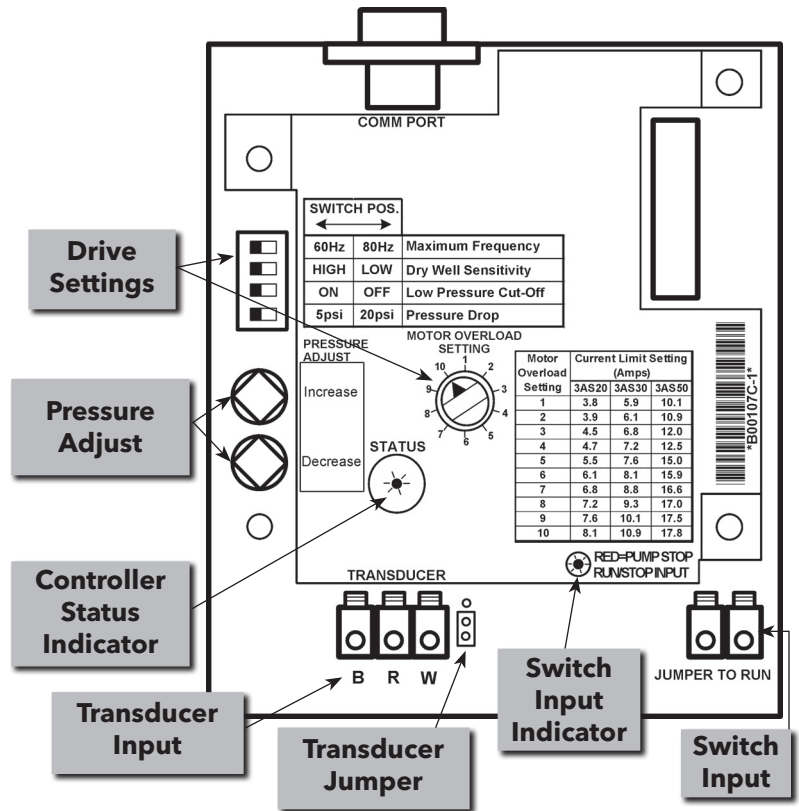 COMM PORT
SWITCH POS.
60Hz 80Hz Maximum Frequency
HIGH LOW Dry Well Sensitivity
ON OFF Low Pressure Cut-Off
5psi 20psi Pressure Drop
Drive
Settings
PRESSURE
ADJUST
Increase
Decrease
Pressure
Adjust
MOTOR OVERLOAD
SETTING
1
2
3
4
5
6
7
8
9
10
STATUS
Motor Overload Setting Current Limit Setting (Amps)
3AS20 3AS30 3AS50
1 3.8 5.9 10.1
2 3.9 6.1 10.9
3 4.5 6.8 12.0
4 4.7 7.2 12.5
5 5.5 7.6 15.0
6 6.1 8.1 15.9
7 6.8 8.8 16.6
8 7.2 9.3 17.0
9 7.6 10.1 17.5
10 8.1 10.9 17.8
*B00107C-1*
RED=PUMP STOP
RUN/STOP INPUT
Controller
Status
Indicator
TRANSDUCER
B R W
JUMPER TO RUN
Transducer
Input
Transducer
Jumper
Switch
Input
Indicator
Switch
Input